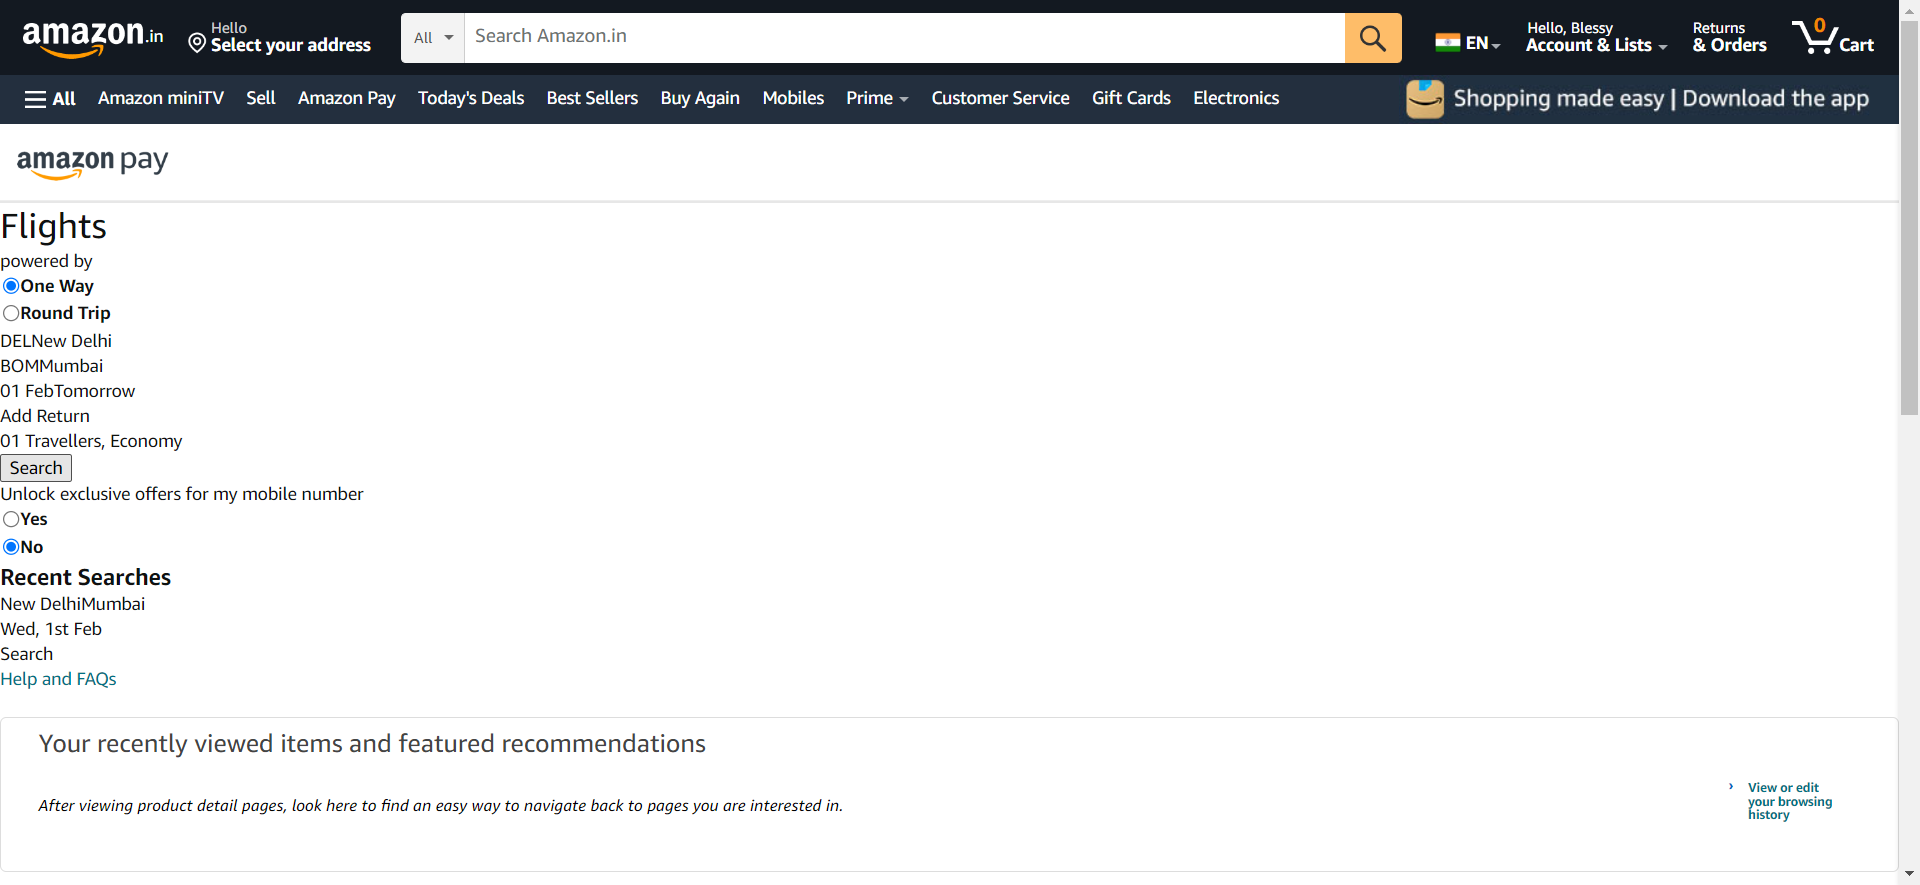 amazon.in
Hello
Select your address
All
Search Amazon.in
EN
Hello, Blessy
Account & Lists
Returns
& Orders
0
Cart
All
Amazon miniTV
Sell
Amazon Pay
Today's Deals
Best Sellers
Buy Again
Mobiles
Prime
Customer Service
Gift Cards
Electronics
Shopping made easy | Download the app
amazon pay
Flights
powered by
One Way
Round Trip
DELNew Delhi
BOMMumbai
01 FebTomorrow
Add Return
01 Travellers, Economy
Search
Unlock exclusive offers for my mobile number
Yes
No
Recent Searches
New DelhiMumbai
Wed, 1st Feb
Search
Help and FAQs
Your recently viewed items and featured recommendations
After viewing product detail pages, look here to find an easy way to navigate back to pages you are interested in.
› View or edit
your browsing
history